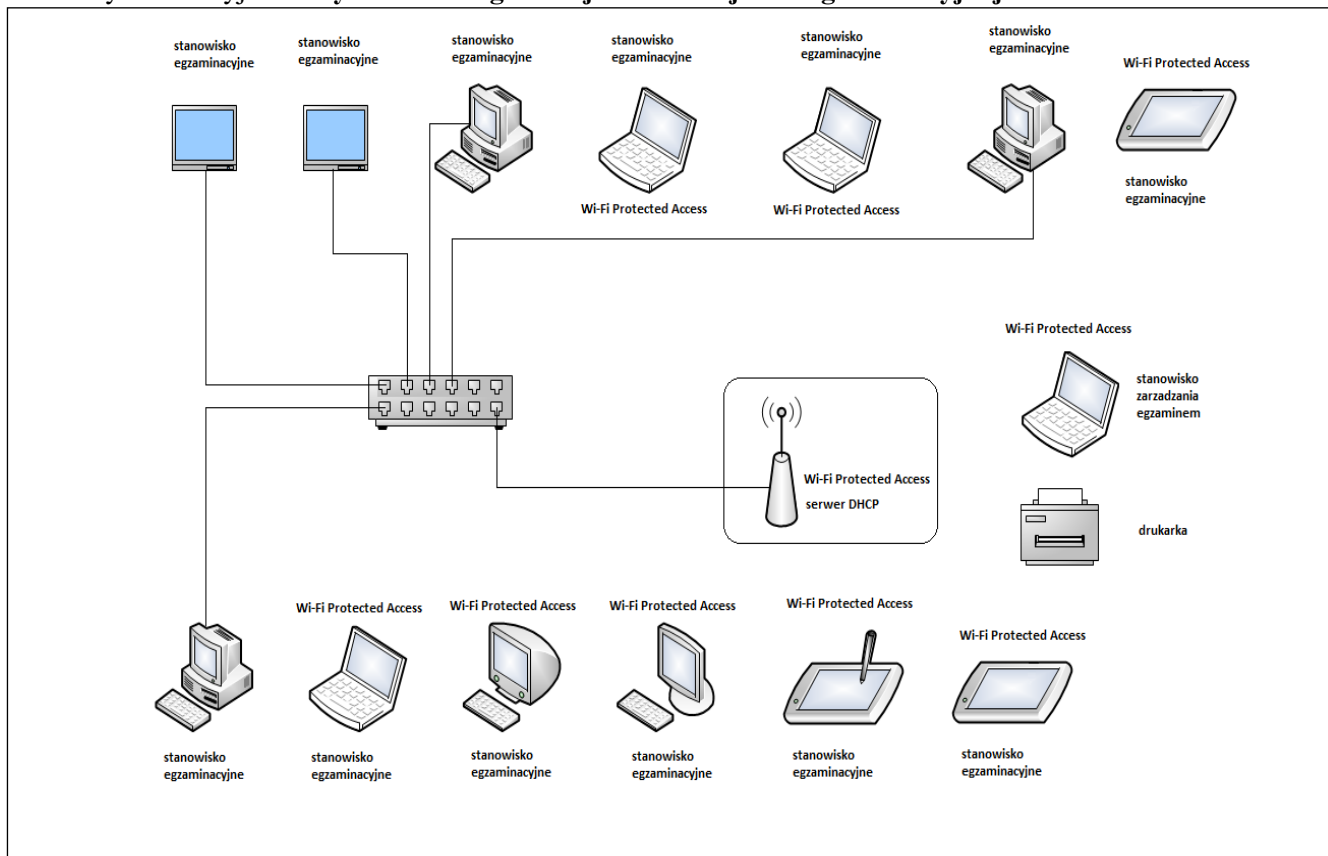 stanowisko
egzaminacyjne
stanowisko
egzaminacyjne
stanowisko
egzaminacyjne
stanowisko
egzaminacyjne
stanowisko
egzaminacyjne
stanowisko
egzaminacyjne
Wi-Fi Protected Access
stanowisko
egzaminacyjne
Wi-Fi Protected Access
Wi-Fi Protected Access
Wi-Fi Protected Access
stanowisko
zarzadzania
egzaminem
Wi-Fi Protected Access
serwer DHCP
drukarka
Wi-Fi Protected Access
Wi-Fi Protected Access
Wi-Fi Protected Access
Wi-Fi Protected Access
Wi-Fi Protected Access
stanowisko
egzaminacyjne
stanowisko
egzaminacyjne
stanowisko
egzaminacyjne
stanowisko
egzaminacyjne
stanowisko
egzaminacyjne
stanowisko
egzaminacyjne